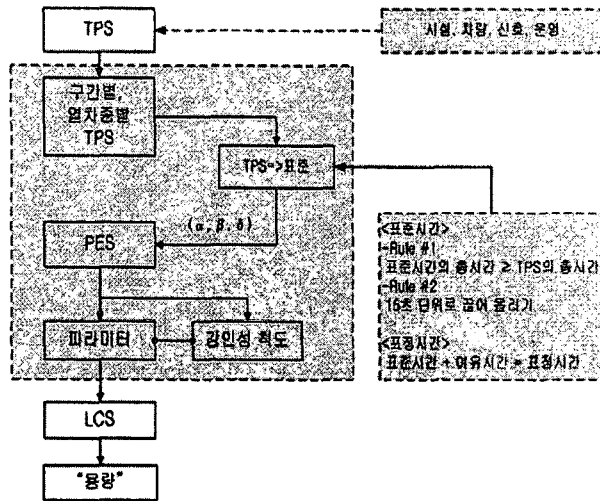 TPS
시설, 차량, 신호, 운영
구간별,
열차종별
TPS
TPS=>표준
(α, β, δ)
PES
<표준시간>
-Rule #1
표준시간의 총시간 ≥ TPS의 총시간
-Rule #2
15초 단위로 끊어 올리기
<표정시간>
표준시간 + 여유시간 = 표정시간
파라미터
강인성 척도
LCS
"용량"